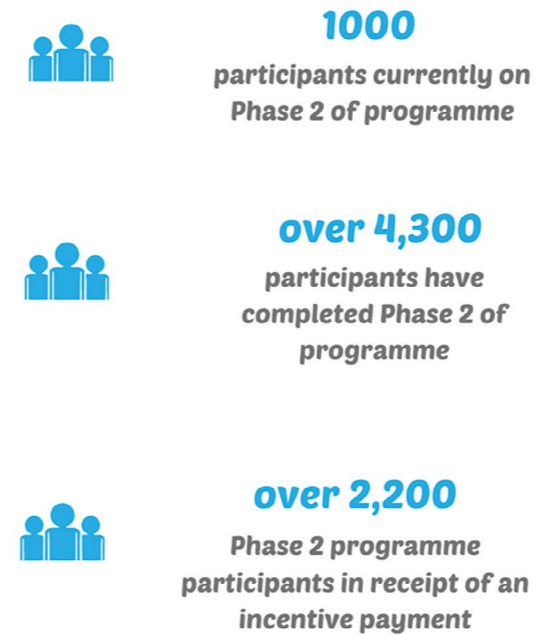 1000
participants currently on
Phase 2 of programme
over 4,300
participants have
completed Phase 2 of
programme
over 2,200
Phase 2 programme
participants in receipt of an
incentive payment